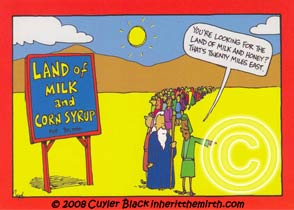 LAND of
MILK
and
CORN SYRUP
YOU'RE LOOKING FOR THE
LAND OF MILK AND HONEY?
THAT'S TWENTY MILES EAST.
©
© 2008 Cuyler Black inheritthemirth.com